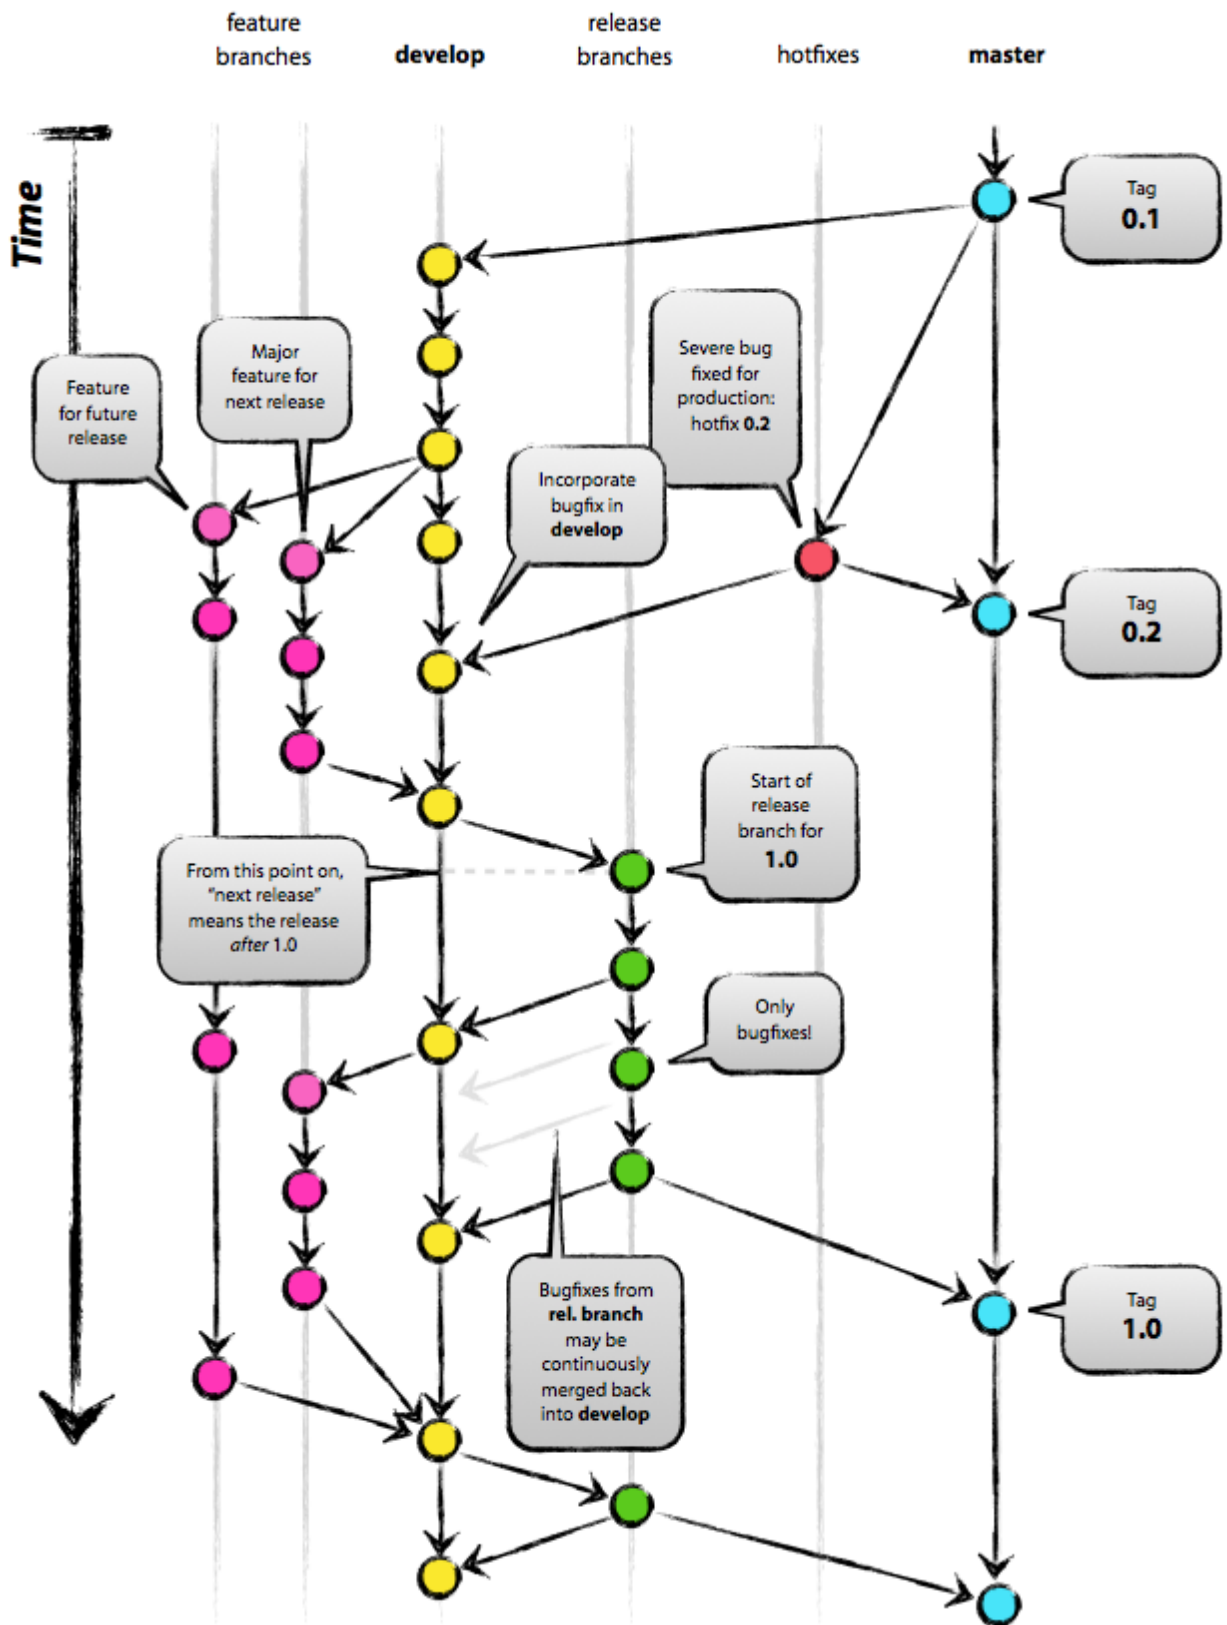 feature
branches
develop
release
branches
hotfixes
master
Time
Tag
0.1
Major
feature for
next release
Feature
for future
release
Severe bug
fixed for
production:
hotfix 0.2
Incorporate
bugfix in
develop
Tag
0.2
Start of
release
branch for
1.0
From this point on,
“next release”
means the release
after 1.0
Only
bugfixes!
Bugfixes from
rel. branch
may be
continuously
merged back
into develop
Tag
1.0